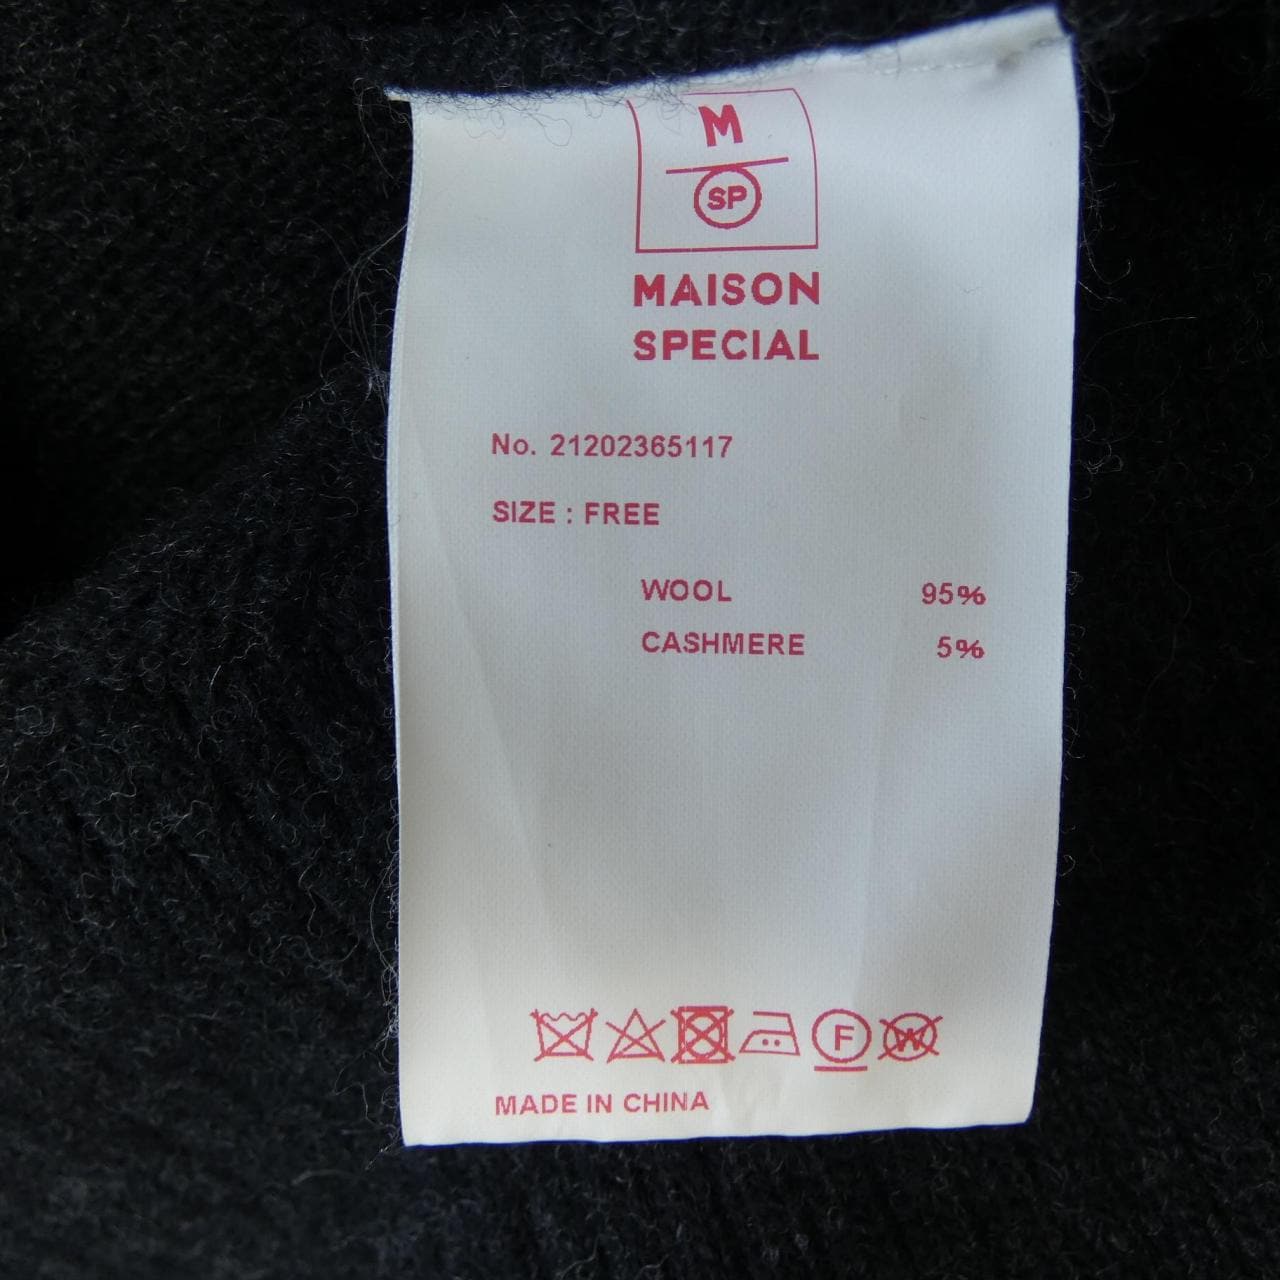 M
SP
MAISON
SPECIAL
No. 21202365117
SIZE : FREE
WOOL 95%
CASHMERE 5%
F W
MADE IN CHINA